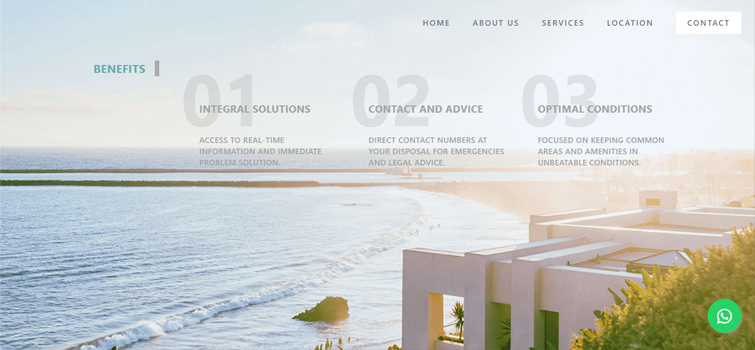 HOME ABOUT US SERVICES LOCATION CONTACT
BENEFITS
01 02 03
INTEGRAL SOLUTIONS
ACCESS TO REAL-TIME
INFORMATION AND IMMEDIATE
PROBLEM SOLUTION.
CONTACT AND ADVICE
DIRECT CONTACT NUMBERS AT
YOUR DISPOSAL FOR EMERGENCIES
AND LEGAL ADVICE.
OPTIMAL CONDITIONS
FOCUSED ON KEEPING COMMON
AREAS AND AMENITIES IN
UNBEATABLE CONDITIONS.